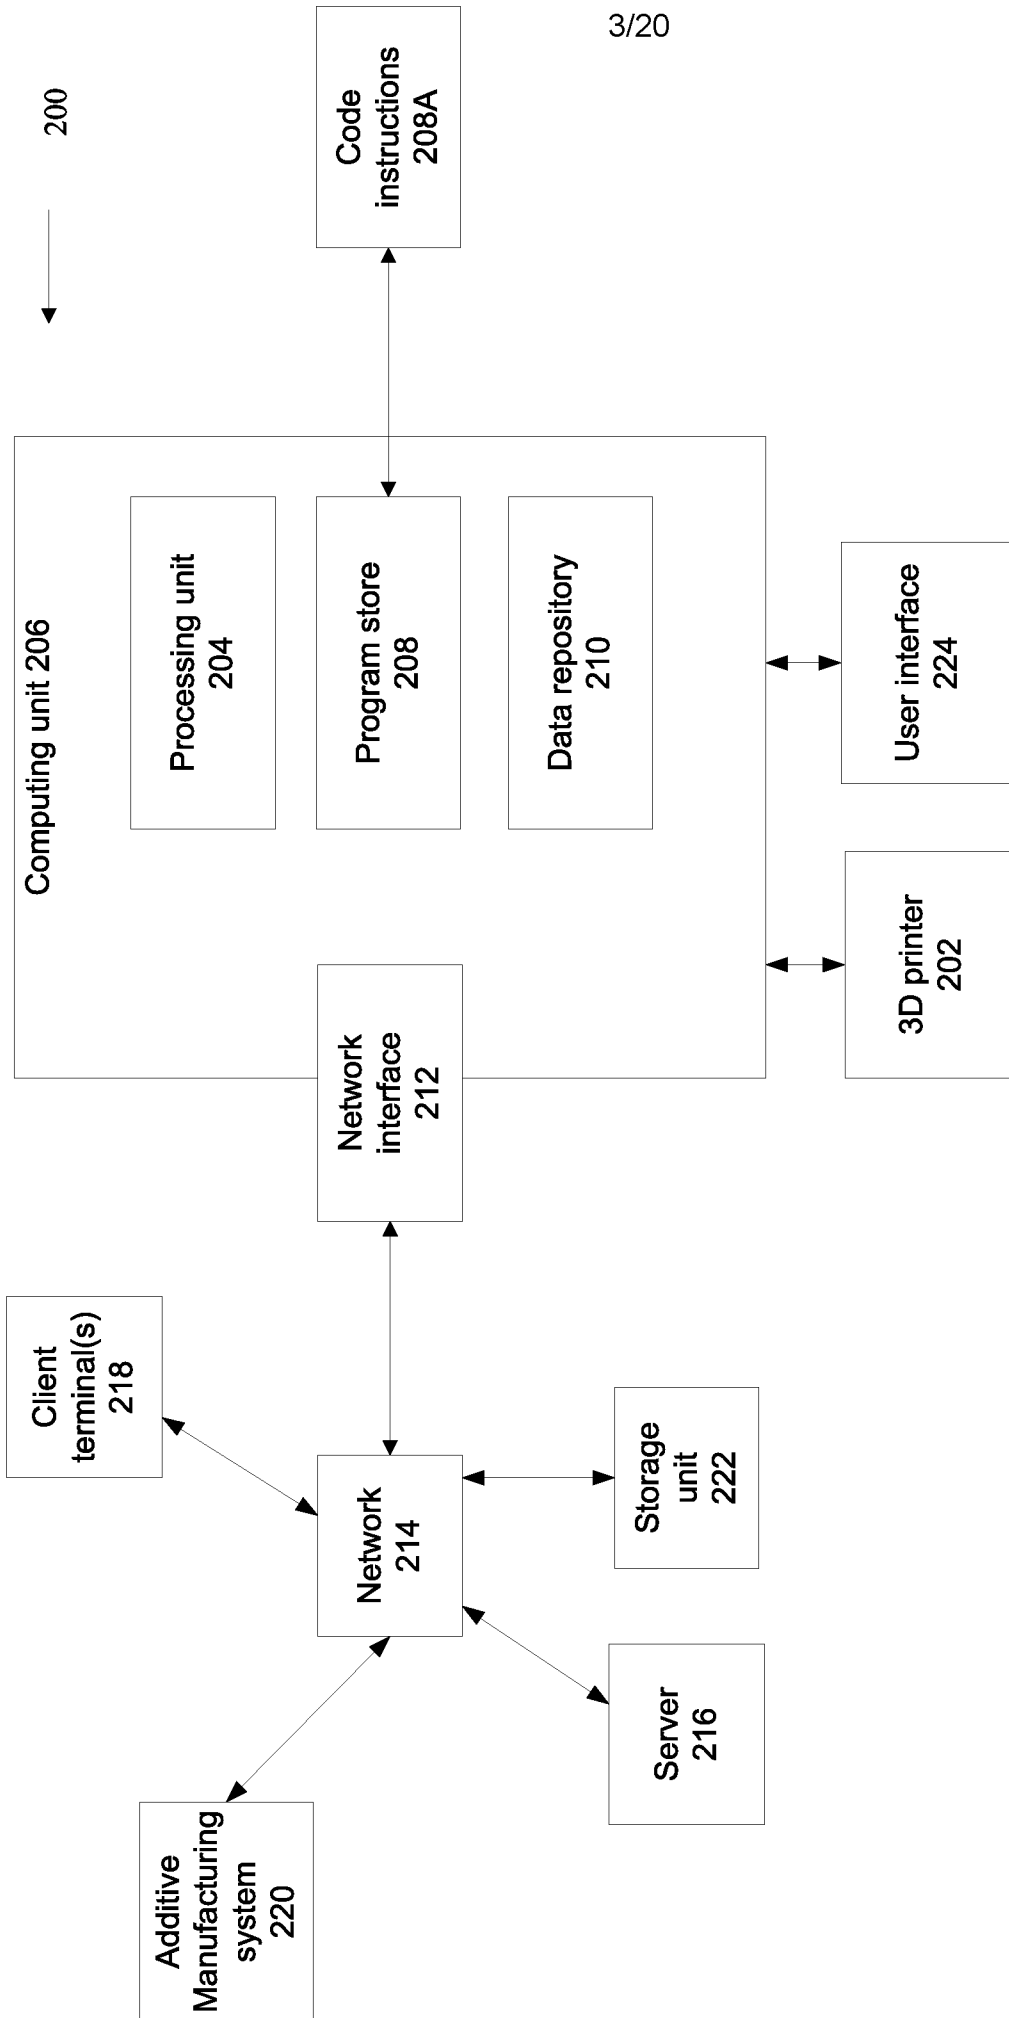 3/20
200
Code
instructions
208A
Computing unit 206
Processing unit
204
Program store
208
Data repository
210
User interface
224
3D printer
202
Network
interface
212
Client
terminal(s)
218
Network
214
Storage
unit
222
Server
216
Additive
Manufacturing
system
220